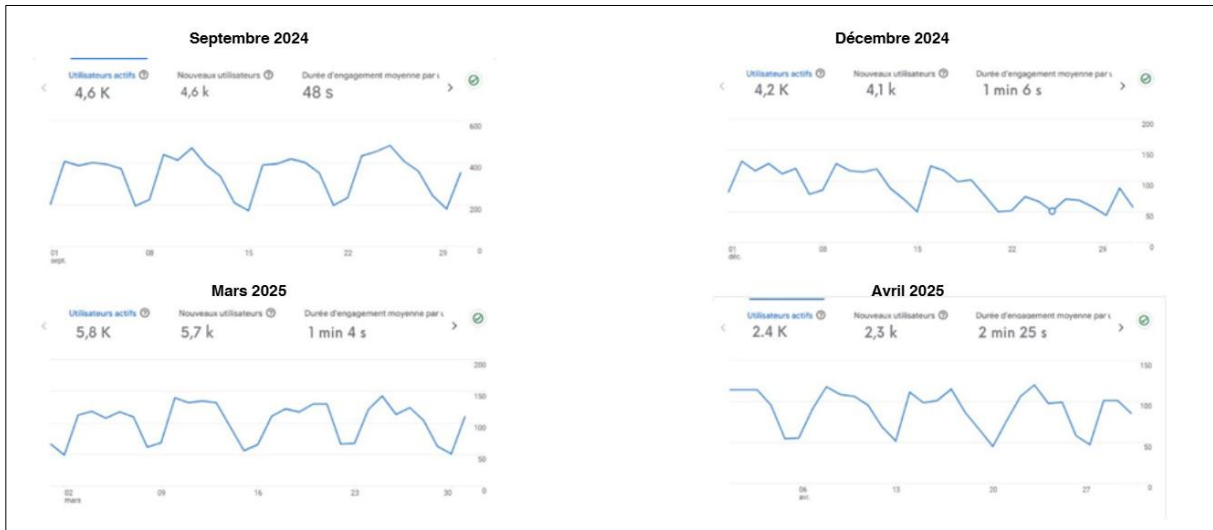 Septembre 2024
Utilisateurs actifs
Nouveaux utilisateurs
Durée d'engagement moyenne par u
4,6 K
4,6 k
48 s
600
400
200
0
01
sept.
08
15
22
29
Décembre 2024
Utilisateurs actifs
Nouveaux utilisateurs
Durée d'engagement moyenne par u
4,2 K
4,1 k
1 min 6 s
200
150
100
50
0
01
déc.
08
15
22
29
Mars 2025
Utilisateurs actifs
Nouveaux utilisateurs
Durée d'engagement moyenne par u
5,8 K
5,7 k
1 min 4 s
200
150
100
50
0
02
mars
09
16
23
30
Avril 2025
Utilisateurs actifs
Nouveaux utilisateurs
Durée d'engagement moyenne par u
2.4 K
2,3 k
2 min 25 s
150
100
50
0
06
avr.
13
20
27